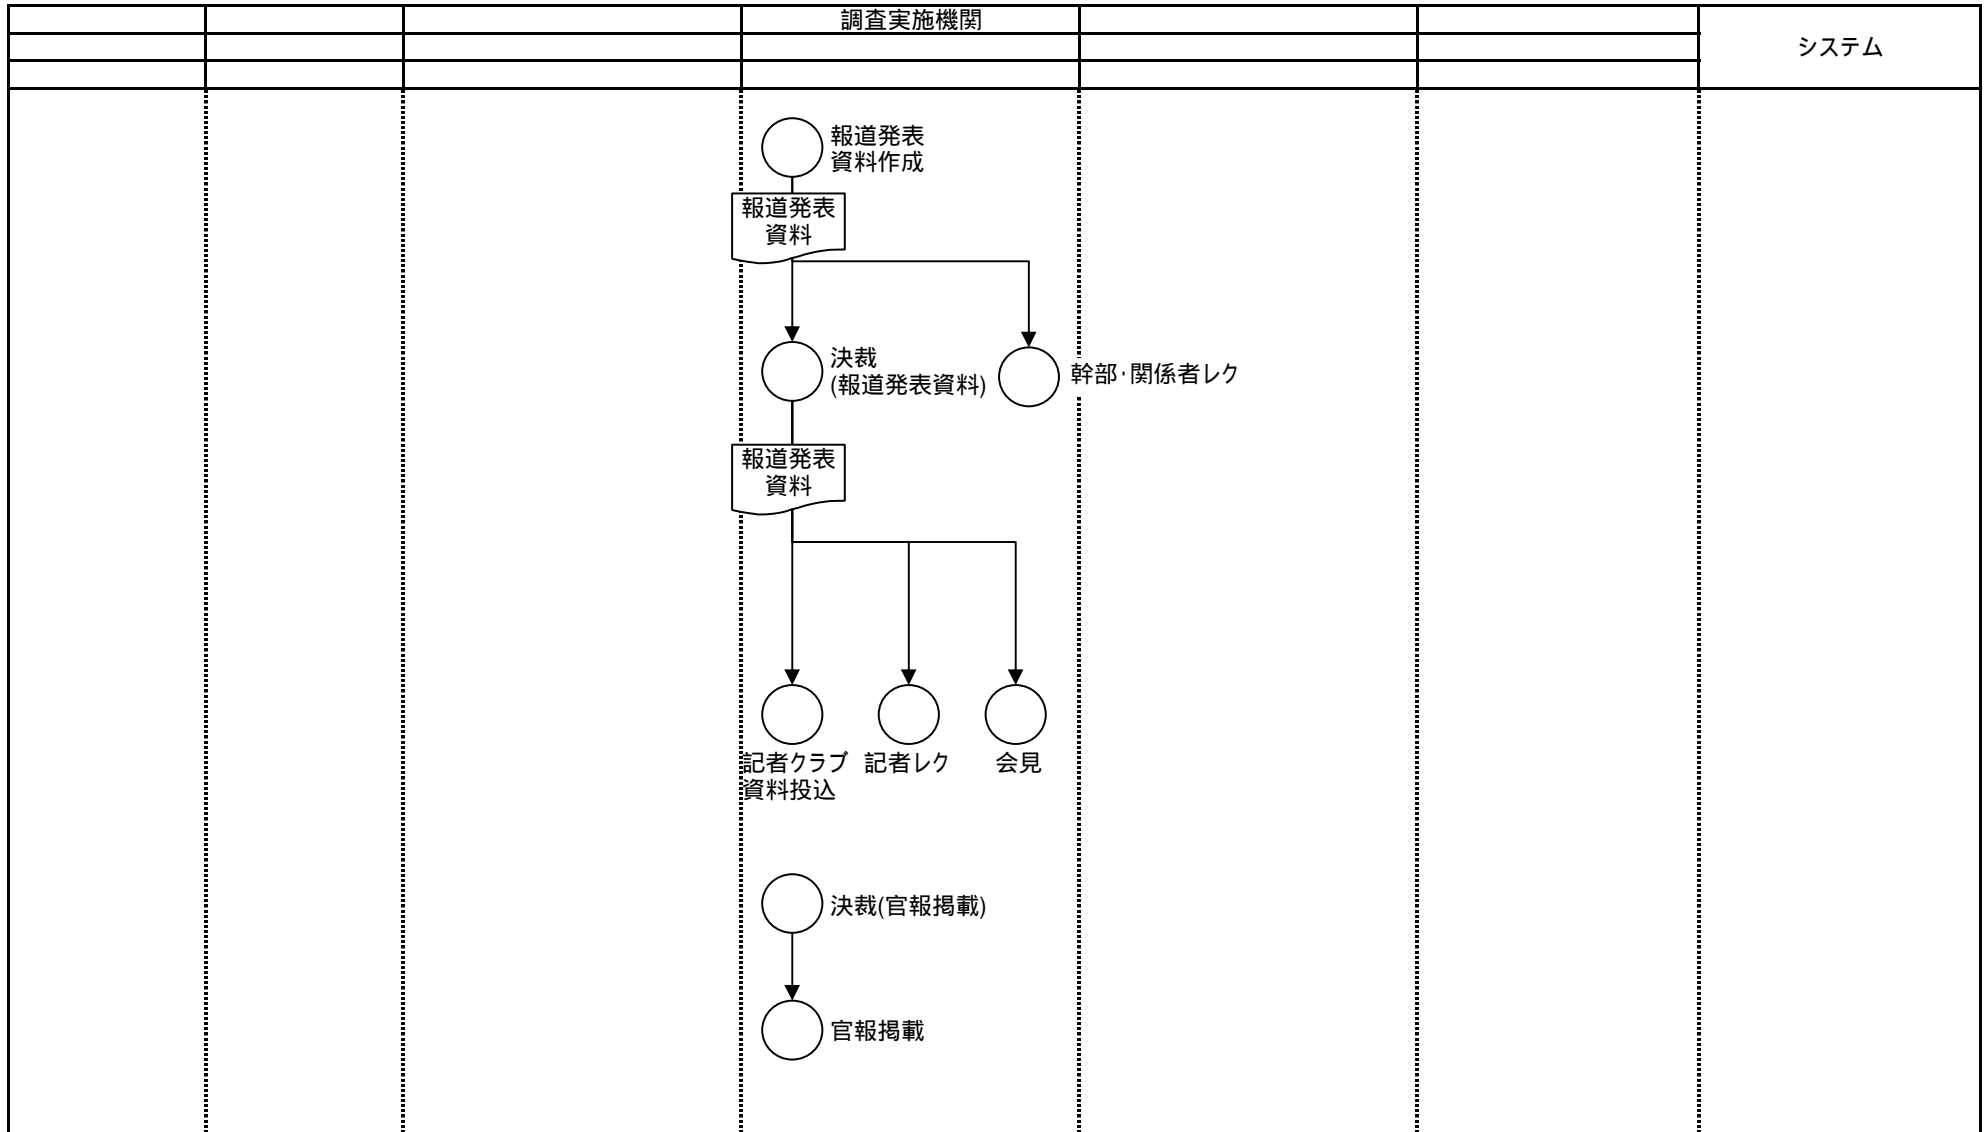 調査実施機関
システム
報道発表
資料作成
報道発表
資料
決裁
(報道発表資料)
幹部･関係者レク
報道発表
資料
記者クラブ
資料投込
記者レク
会見
決裁(官報掲載)
官報掲載